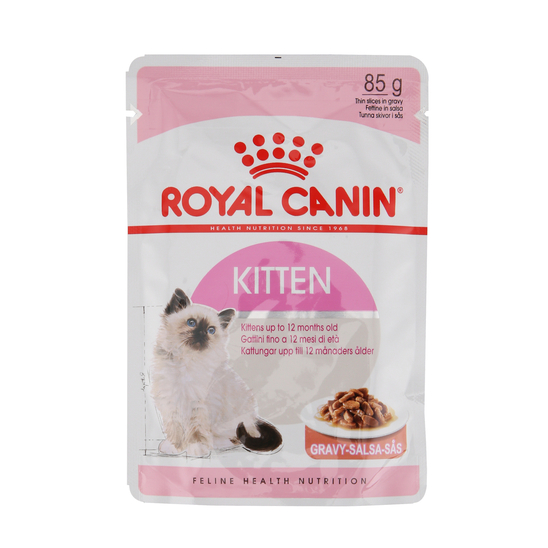 85 g
Thin slices in gravy
Fettine in salsa
Tunna skivor i sås
ROYAL CANIN®
HEALTH NUTRITION SINCE 1968
KITTEN
Kittens up to 12 months old
Gattini fino a 12 mesi di età
Kattungar upp till 12 månaders ålder
GRAVY-SALSA-SÅS
FELINE HEALTH NUTRITION